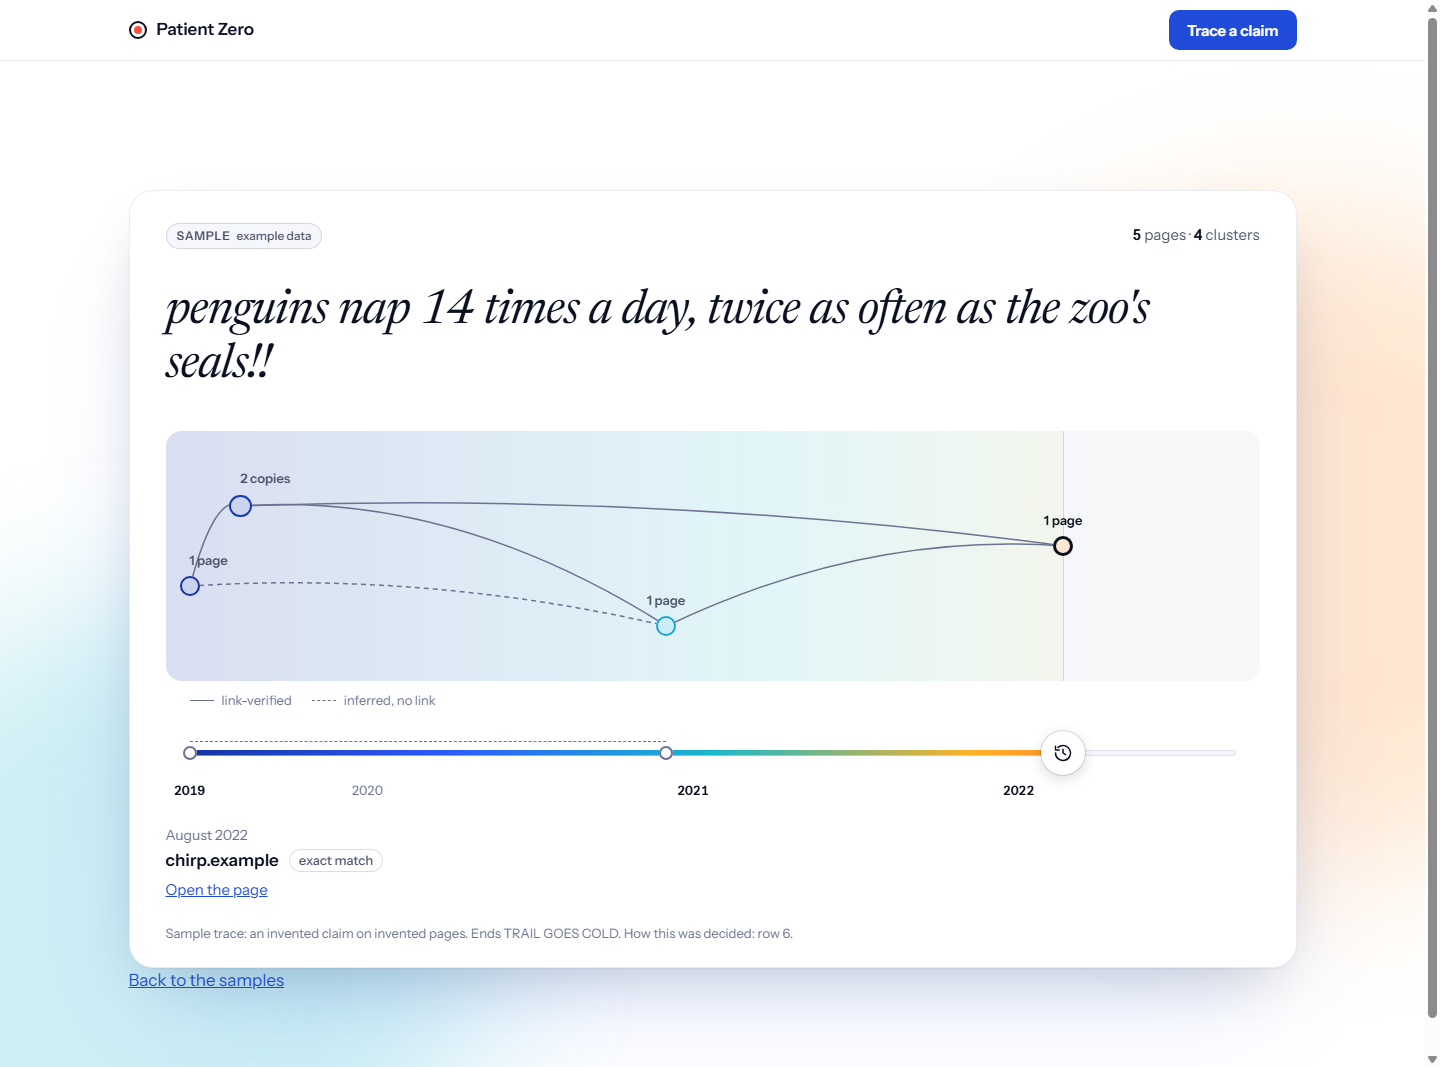 Patient Zero
Trace a claim
SAMPLE example data
5 pages · 4 clusters
penguins nap 14 times a day, twice as often as the zoo's
seals!!
2 copies
1 page
1 page
1 page
link-verified
inferred, no link
2019
2020
2021
2022
August 2022
chirp.example
exact match
Open the page
Sample trace: an invented claim on invented pages. Ends TRAIL GOES COLD. How this was decided: row 6.
Back to the samples